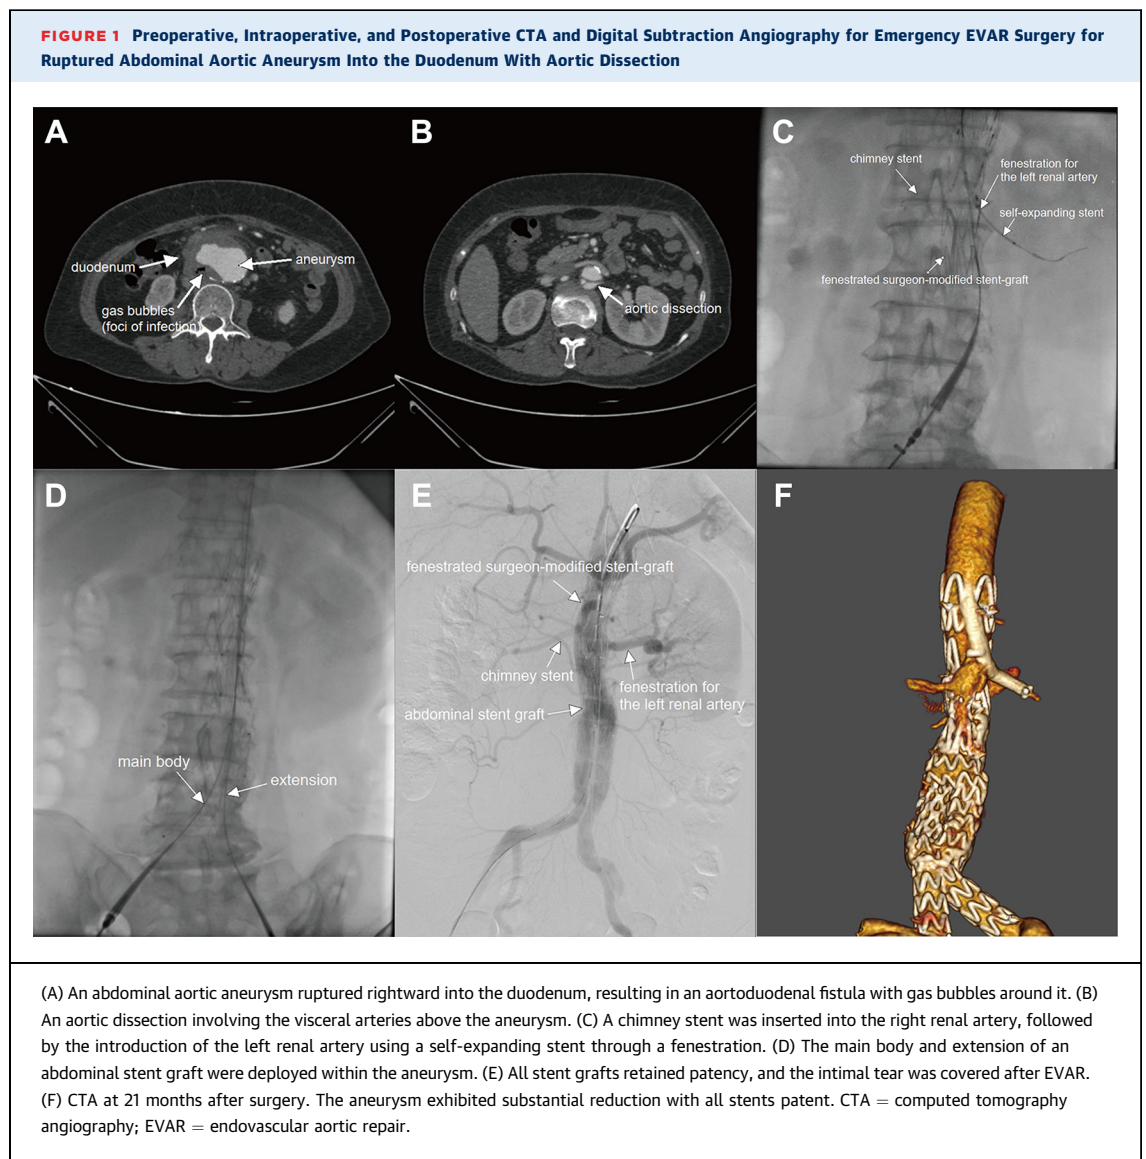 FIGURE 1 Preoperative, Intraoperative, and Postoperative CTA and Digital Subtraction Angiography for Emergency EVAR Surgery for
Ruptured Abdominal Aortic Aneurysm Into the Duodenum With Aortic Dissection
A
duodenum
aneurysm
gas bubbles
(foci of infection)
B
aortic dissection
C
chimney stent
fenestration for
the left renal artery
self-expanding stent
fenestrated surgeon-modified stent-graft
D
main body
extension
E
fenestrated surgeon-modified stent-graft
chimney stent
fenestration for
the left renal artery
abdominal stent graft
F
(A) An abdominal aortic aneurysm ruptured rightward into the duodenum, resulting in an aortoduodenal fistula with gas bubbles around it. (B)
An aortic dissection involving the visceral arteries above the aneurysm. (C) A chimney stent was inserted into the right renal artery, followed
by the introduction of the left renal artery using a self-expanding stent through a fenestration. (D) The main body and extension of an
abdominal stent graft were deployed within the aneurysm. (E) All stent grafts retained patency, and the intimal tear was covered after EVAR.
(F) CTA at 21 months after surgery. The aneurysm exhibited substantial reduction with all stents patent. CTA = computed tomography
angiography; EVAR = endovascular aortic repair.